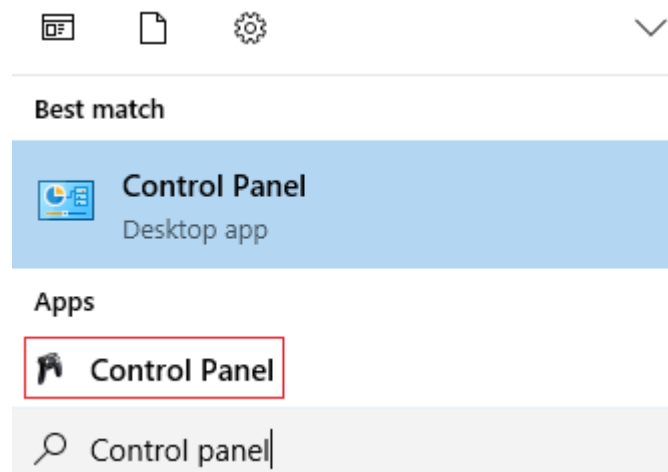 Best match
Control Panel
Desktop app
Apps
Control Panel
Control panel